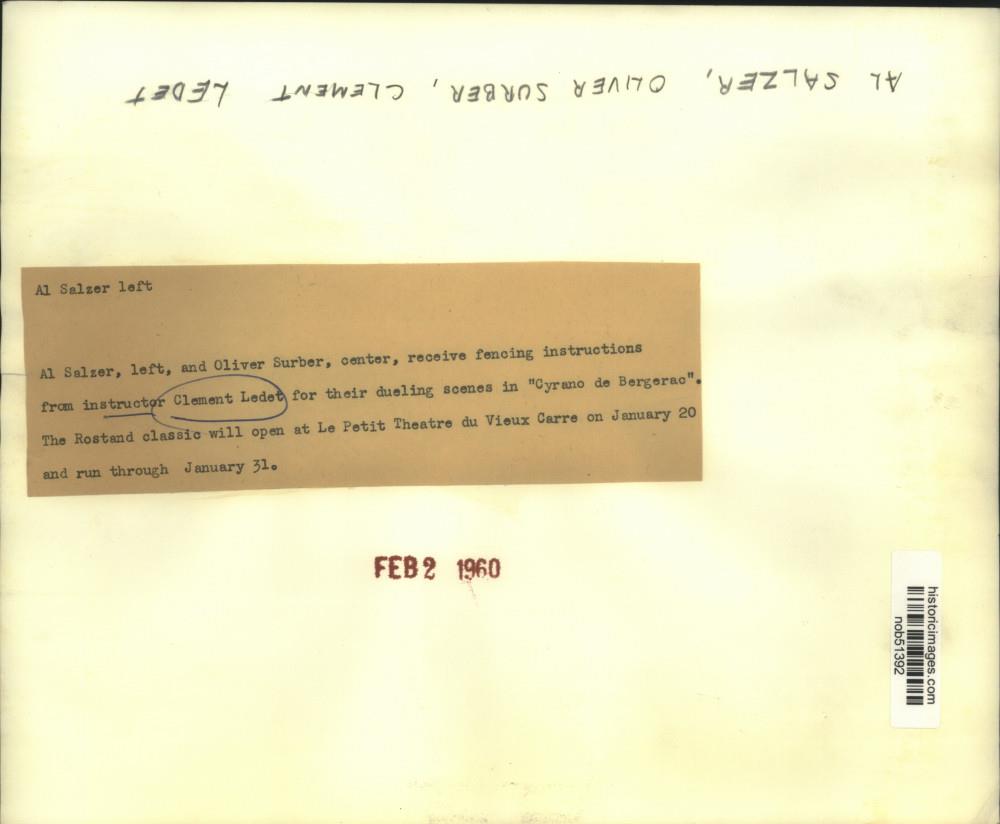 AL SALZER, OLIVER SURBER, CLEMENT LEDET
Al Salzer left
Al Salzer, left, and Oliver Surber, center, receive fencing instructions
from instructor Clement Ledet for their dueling scenes in "Cyrano de Bergerac".
The Rostand classic will open at Le Petit Theatre du Vieux Carre on January 20
and run through January 31.
FEB 2 1960
historicimages.com
nob51392